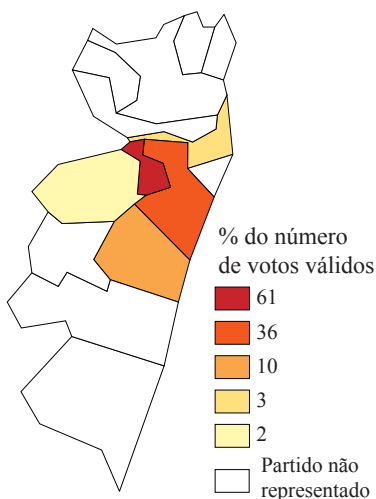 % do número
de votos válidos
61
36
10
3
2
Partido não
representado